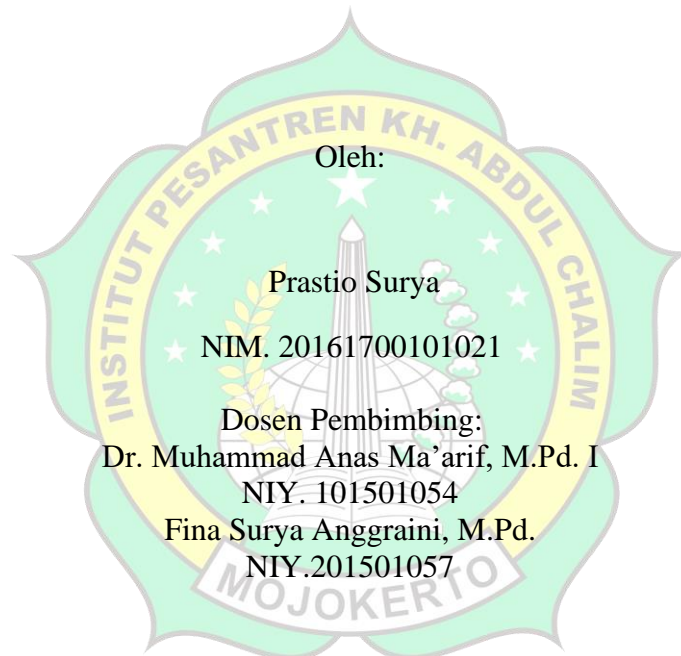 INSTITUT PESANTREN KH. ABDUL CHALIM
Oleh:
Prastio Surya
NIM. 20161700101021
Dosen Pembimbing:
Dr. Muhammad Anas Ma’arif, M.Pd. I
NIY. 101501054
Fina Surya Anggraini, M.Pd.
NIY.201501057
MOJOKERTO